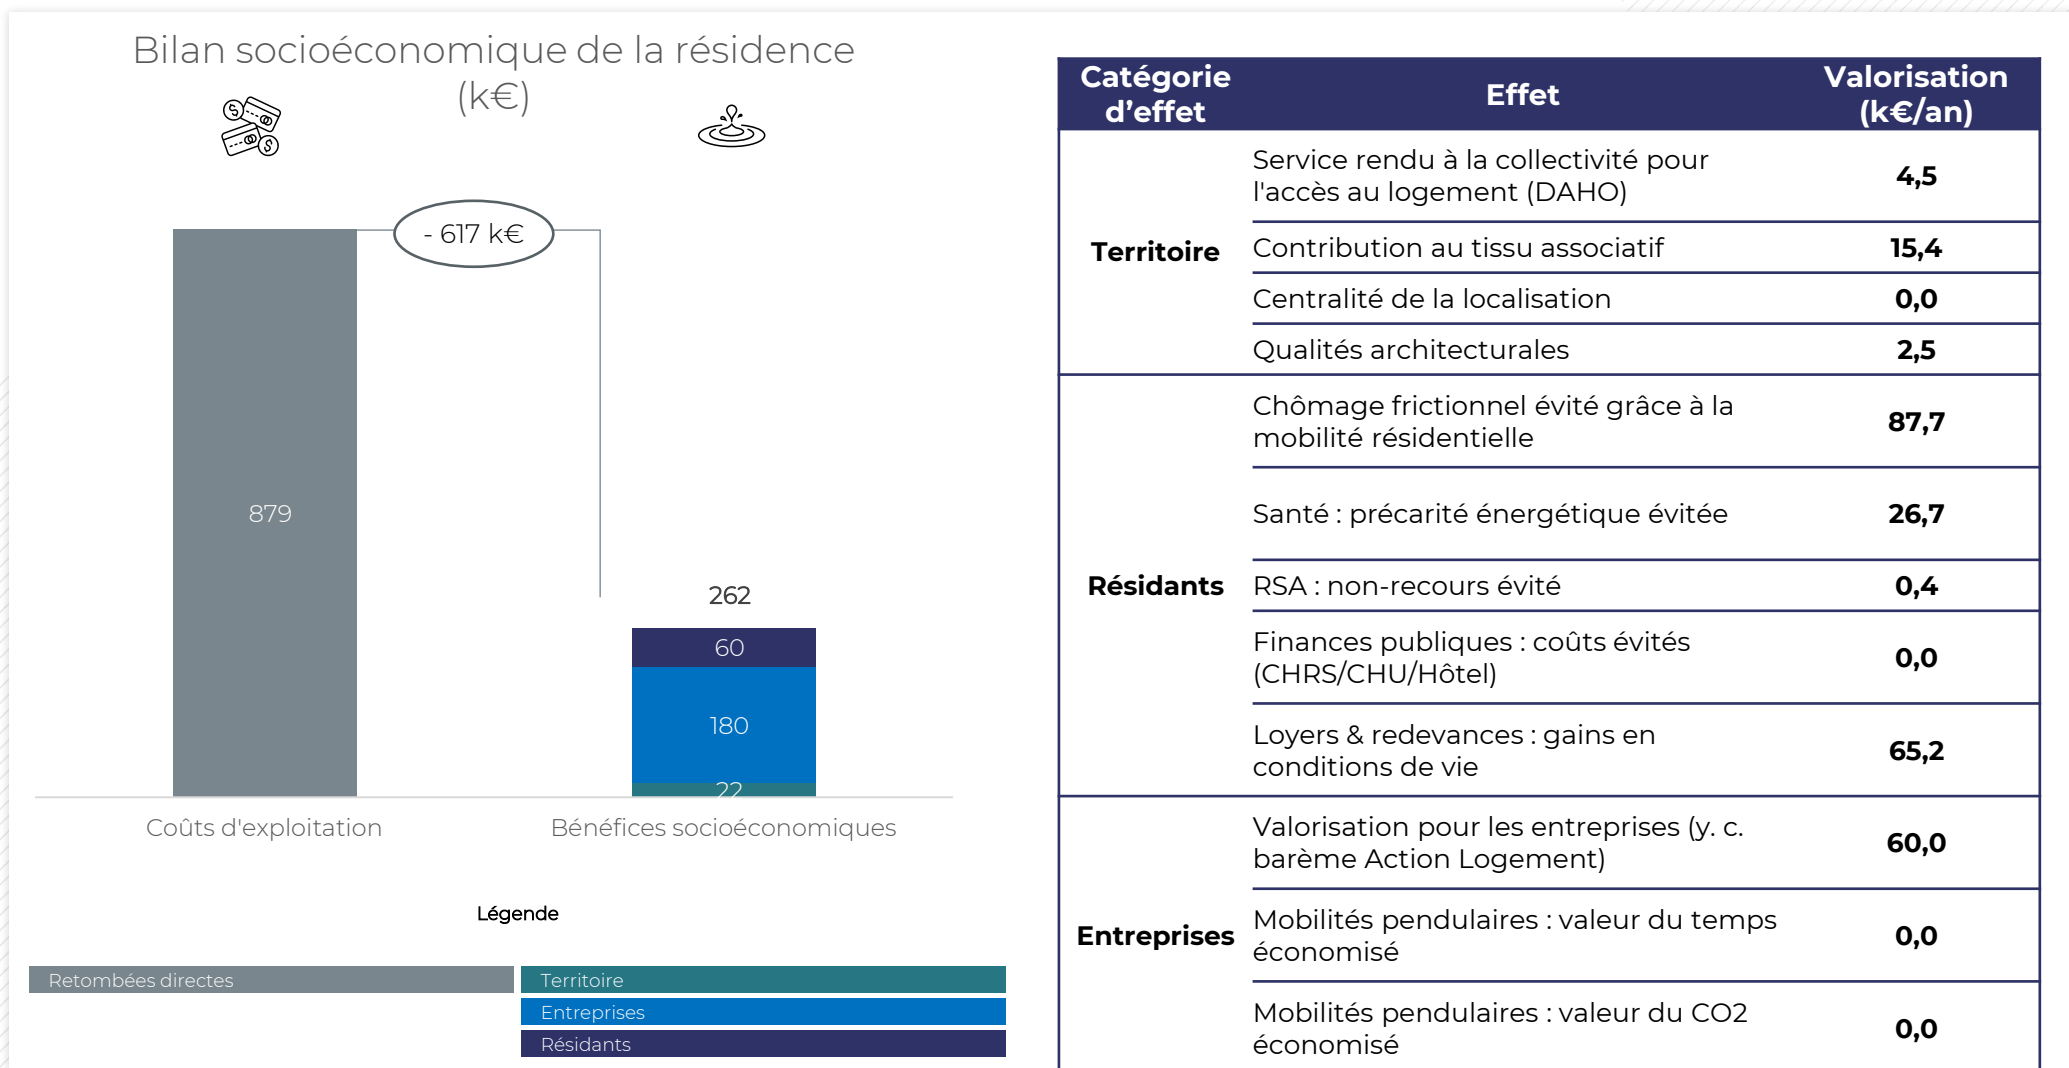 Bilan socioéconomique de la résidence
(k€)
- 617 k€
879
262
60
180
22
Coûts d'exploitation
Bénéfices socioéconomiques
Légende
Retombées directes
Territoire
Entreprises
Résidants
Catégorie
d'effet
Effet
Valorisation
(k€/an)
Territoire
Service rendu à la collectivité pour
l'accès au logement (DAHO)
4,5
Contribution au tissu associatif
15,4
Centralité de la localisation
0,0
Qualités architecturales
2,5
Résidants
Chômage frictionnel évité grâce à la
mobilité résidentielle
87,7
Santé : précarité énergétique évitée
26,7
RSA : non-recours évité
0,4
Finances publiques : coûts évités
(CHRS/CHU/Hôtel)
0,0
Loyers & redevances : gains en
conditions de vie
65,2
Entreprises
Valorisation pour les entreprises (y. c.
barème Action Logement)
60,0
Mobilités pendulaires : valeur du temps
économisé
0,0
Mobilités pendulaires : valeur du CO2
économisé
0,0